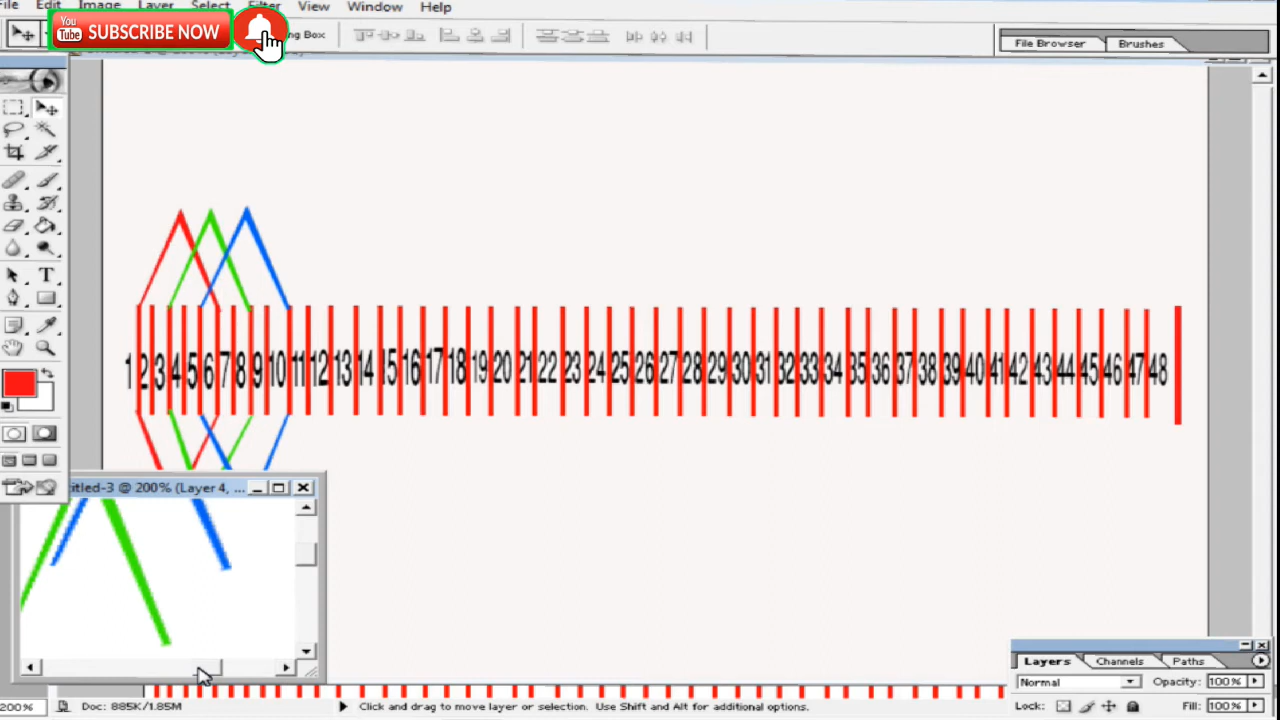 File Edit Image Layer Select Filter View Window Help
You Tube SUBSCRIBE NOW
File Browser Brushes
1 2 3 4 5 6 7 8 9 10 11 12 13 14 15 16 17 18 19 20 21 22 23 24 25 26 27 28 29 30 31 32 33 34 35 36 37 38 39 40 41 42 43 44 45 46 47 48
titled-3 @ 200% (Layer 4, ...
T
Layers Channels Paths
Normal Opacity: 100%
Lock: Fill: 100%
200% Doc: 885K/1.85M Click and drag to move layer or selection. Use Shift and Alt for additional options.